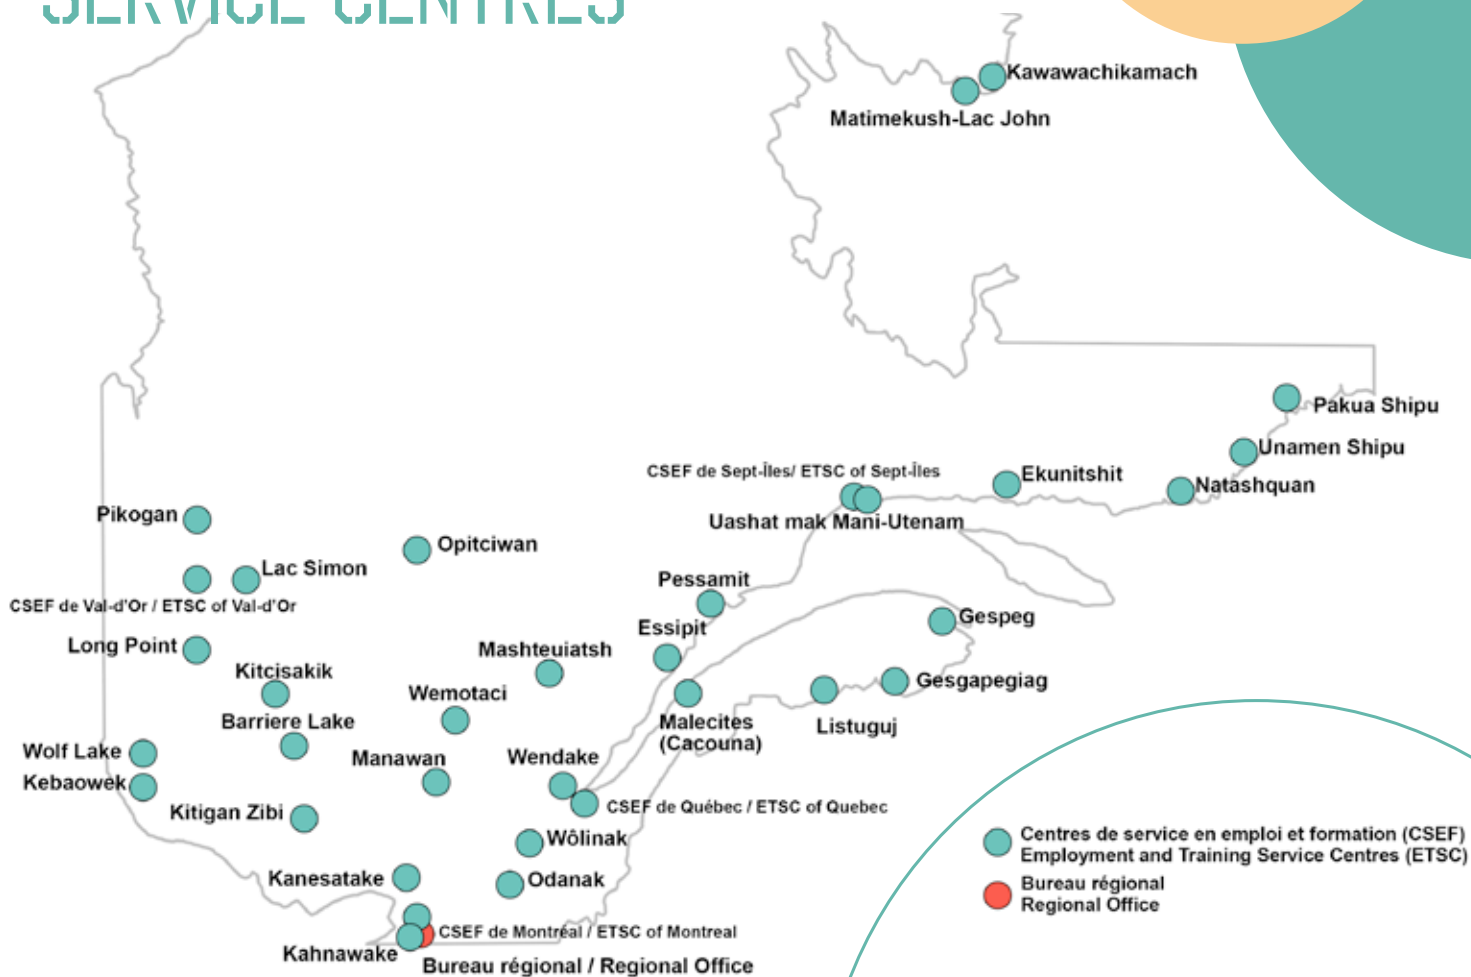 SERVICE CENTRES
Kawawachikamach
Matimekush-Lac John
Pakua Shipu
Unamen Shipu
CSEF de Sept-Îles/ ETSC of Sept-Îles
Ekunitshit
Natashquan
Pikogan
Uashat mak Mani-Utenam
Opitciwan
Lac Simon
Pessamit
CSEF de Val-d'Or / ETSC of Val-d'Or
Gespeg
Essipit
Long Point
Mashteuiatsh
Kitcisakik
Gesgapegiag
Wemotaci
Barriere Lake
Malecites
(Cacouna)
Listuguj
Wolf Lake
Manawan
Wendake
Kebaowek
CSEF de Québec / ETSC of Quebec
Kitigan Zibi
Wôlinak
Centres de service en emploi et formation (CSEF)
Employment and Training Service Centres (ETSC)
Kanesatake
Odanak
Bureau régional
Regional Office
CSEF de Montréal / ETSC of Montreal
Kahnawake
Bureau régional / Regional Office